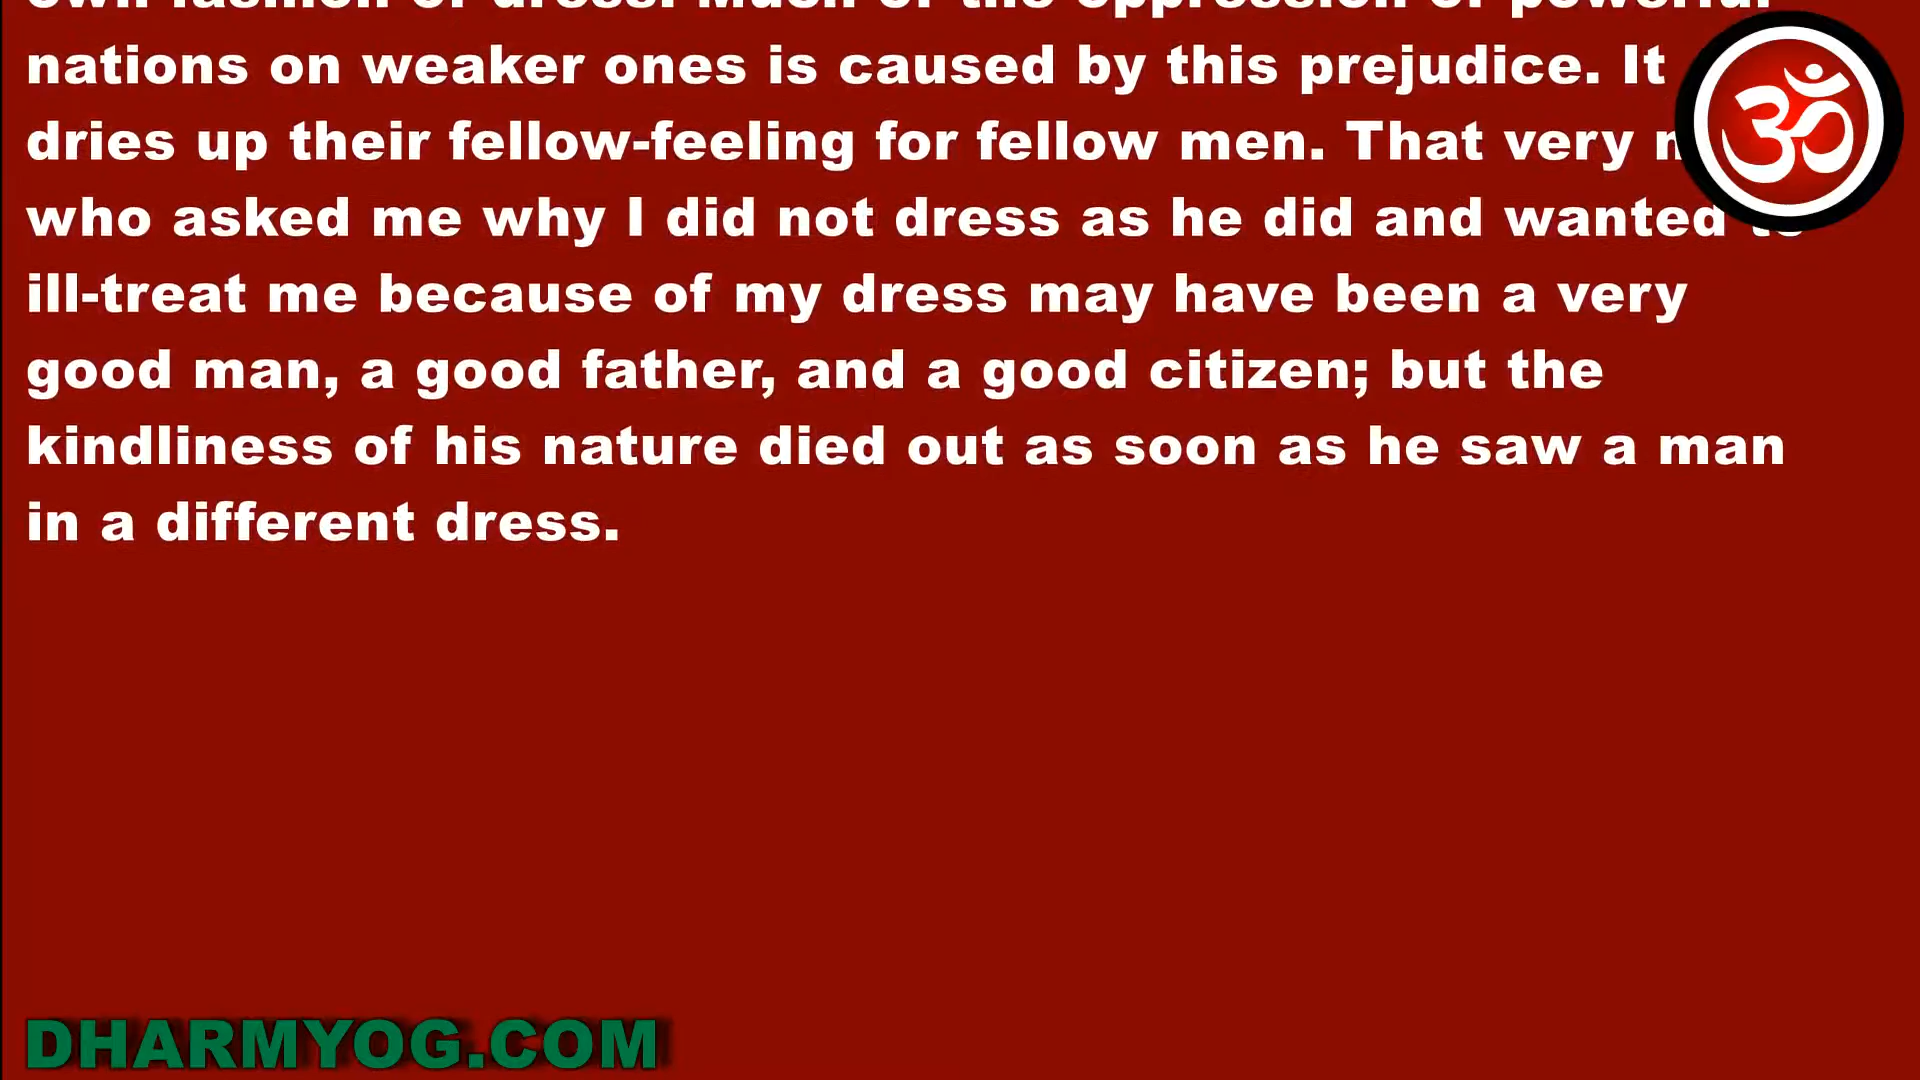 own fashion of dress. Much of the oppression of powerful
nations on weaker ones is caused by this prejudice. It
dries up their fellow-feeling for fellow men. That very
who asked me why I did not dress as he did and wanted to
ill-treat me because of my dress may have been a very
good man, a good father, and a good citizen; but the
kindliness of his nature died out as soon as he saw a man
in a different dress.
ॐ
DHARMYOG.COM